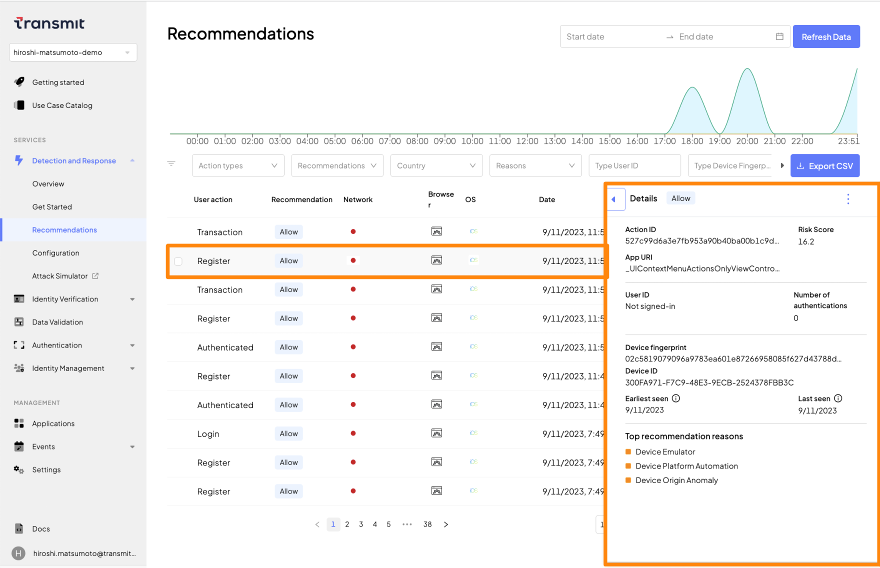 Transmit
hiroshi-matsumoto-demo
Getting started
Use Case Catalog
SERVICES
Detection and Response
Overview
Get Started
Recommendations
Configuration
Attack Simulator
Identity Verification
Data Validation
Authentication
Identity Management
MANAGEMENT
Applications
Events
Settings
Docs
H hiroshi.matsumoto@transmit...
Recommendations
Start date → End date
Refresh Data
00:00 01:00 02:00 03:00 04:00 05:00 06:00 07:00 08:00 09:00 10:00 11:00 12:00 13:00 14:00 15:00 16:00 17:00 18:00 19:00 20:00 21:00 22:00 23:51
Action types Recommendations Country Reasons Type User ID Type Device Fingerp... Export CSV
User action Recommendation Network Browser OS Date
Transaction Allow 9/11/2023, 11:5
Register Allow 9/11/2023, 11:5
Transaction Allow 9/11/2023, 11:5
Register Allow 9/11/2023, 11:5
Authenticated Allow 9/11/2023, 11:5
Register Allow 9/11/2023, 11:4
Authenticated Allow 9/11/2023, 11:4
Login Allow 9/11/2023, 7:49
Register Allow 9/11/2023, 7:49
Register Allow 9/11/2023, 7:49
< 1 2 3 4 5 ••• 38 >
1
Details Allow
Action ID Risk Score
527c99d6a3e7fb953a90b40ba00b1c9d... 16.2
App URI
_UIContextMenuActionsOnlyViewContro...
User ID Number of authentications
Not signed-in 0
Device fingerprint
02c5819079096a9783ea601e87266958085f627d43788d...
Device ID
300FA971-F7C9-48E3-9ECB-2524378FBB3C
Earliest seen Last seen
9/11/2023 9/11/2023
Top recommendation reasons
Device Emulator
Device Platform Automation
Device Origin Anomaly